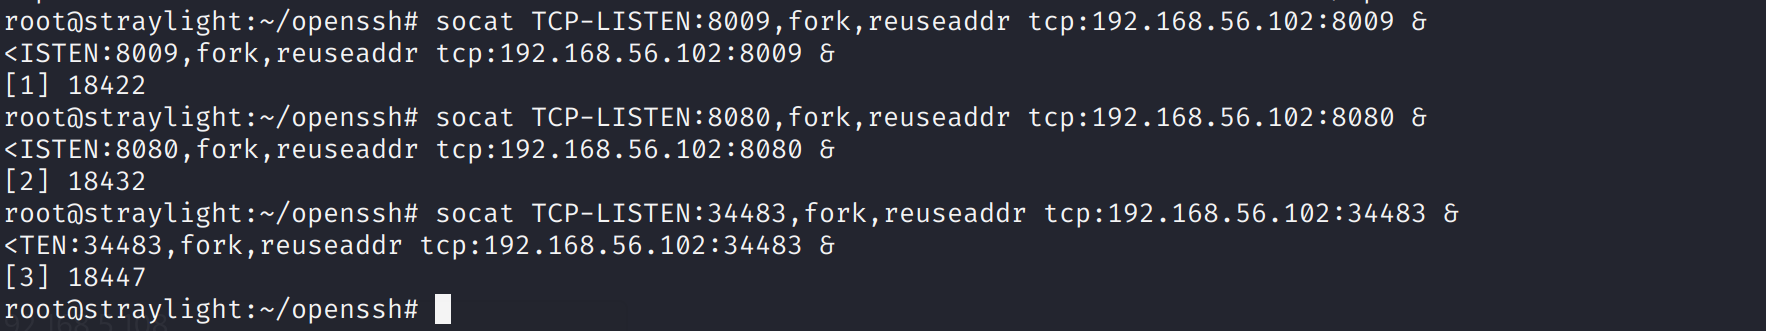 root@straylight:~/openssh# socat TCP-LISTEN:8009,fork,reuseaddr tcp:192.168.56.102:8009 &
<ISTEN:8009,fork,reuseaddr tcp:192.168.56.102:8009 &
[1] 18422
root@straylight:~/openssh# socat TCP-LISTEN:8080,fork,reuseaddr tcp:192.168.56.102:8080 &
<ISTEN:8080,fork,reuseaddr tcp:192.168.56.102:8080 &
[2] 18432
root@straylight:~/openssh# socat TCP-LISTEN:34483,fork,reuseaddr tcp:192.168.56.102:34483 &
<TEN:34483,fork,reuseaddr tcp:192.168.56.102:34483 &
[3] 18447
root@straylight:~/openssh#